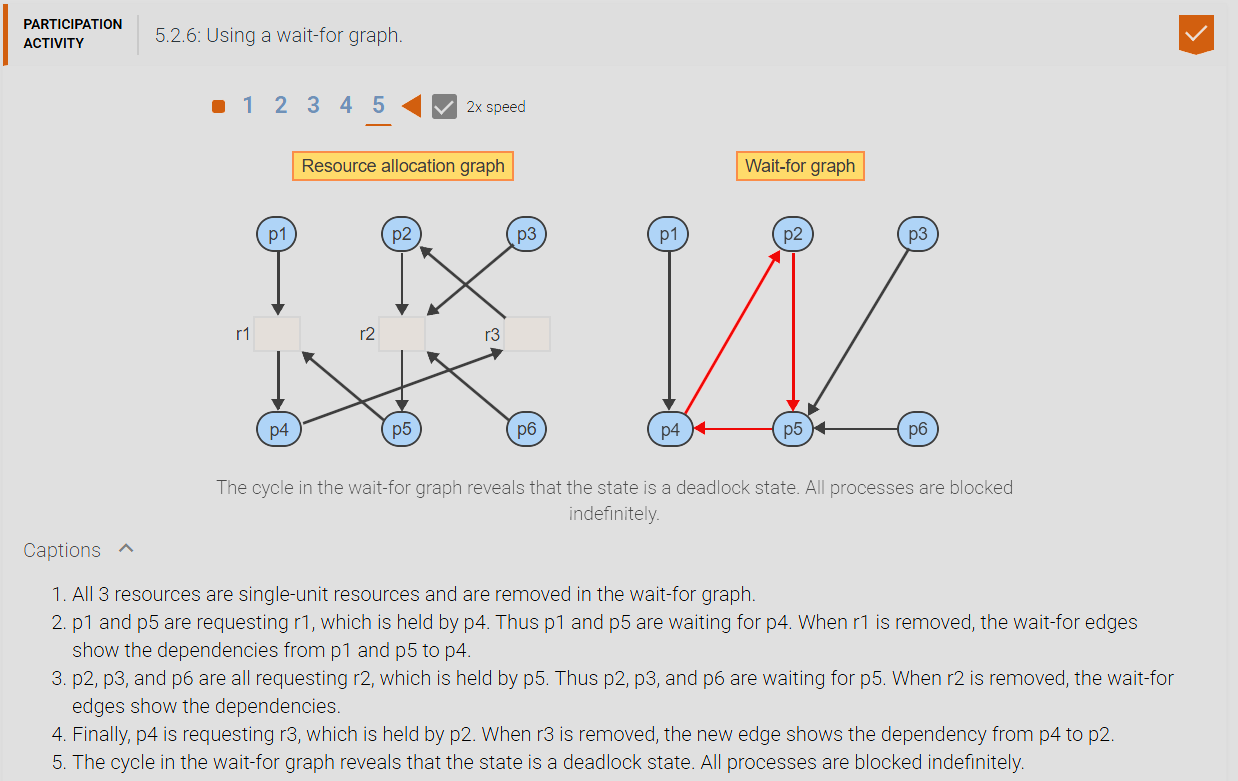 PARTICIPATION
ACTIVITY
5.2.6: Using a wait-for graph.
1 2 3 4 5 2x speed
Resource allocation graph
Wait-for graph
p1 p2 p3 p1 p2 p3
r1 r2 r3
p4 p5 p6 p4 p5 p6
The cycle in the wait-for graph reveals that the state is a deadlock state. All processes are blocked
indefinitely.
Captions
1. All 3 resources are single-unit resources and are removed in the wait-for graph.
2. p1 and p5 are requesting r1, which is held by p4. Thus p1 and p5 are waiting for p4. When r1 is removed, the wait-for edges
show the dependencies from p1 and p5 to p4.
3. p2, p3, and p6 are all requesting r2, which is held by p5. Thus p2, p3, and p6 are waiting for p5. When r2 is removed, the wait-for
edges show the dependencies.
4. Finally, p4 is requesting r3, which is held by p2. When r3 is removed, the new edge shows the dependency from p4 to p2.
5. The cycle in the wait-for graph reveals that the state is a deadlock state. All processes are blocked indefinitely.